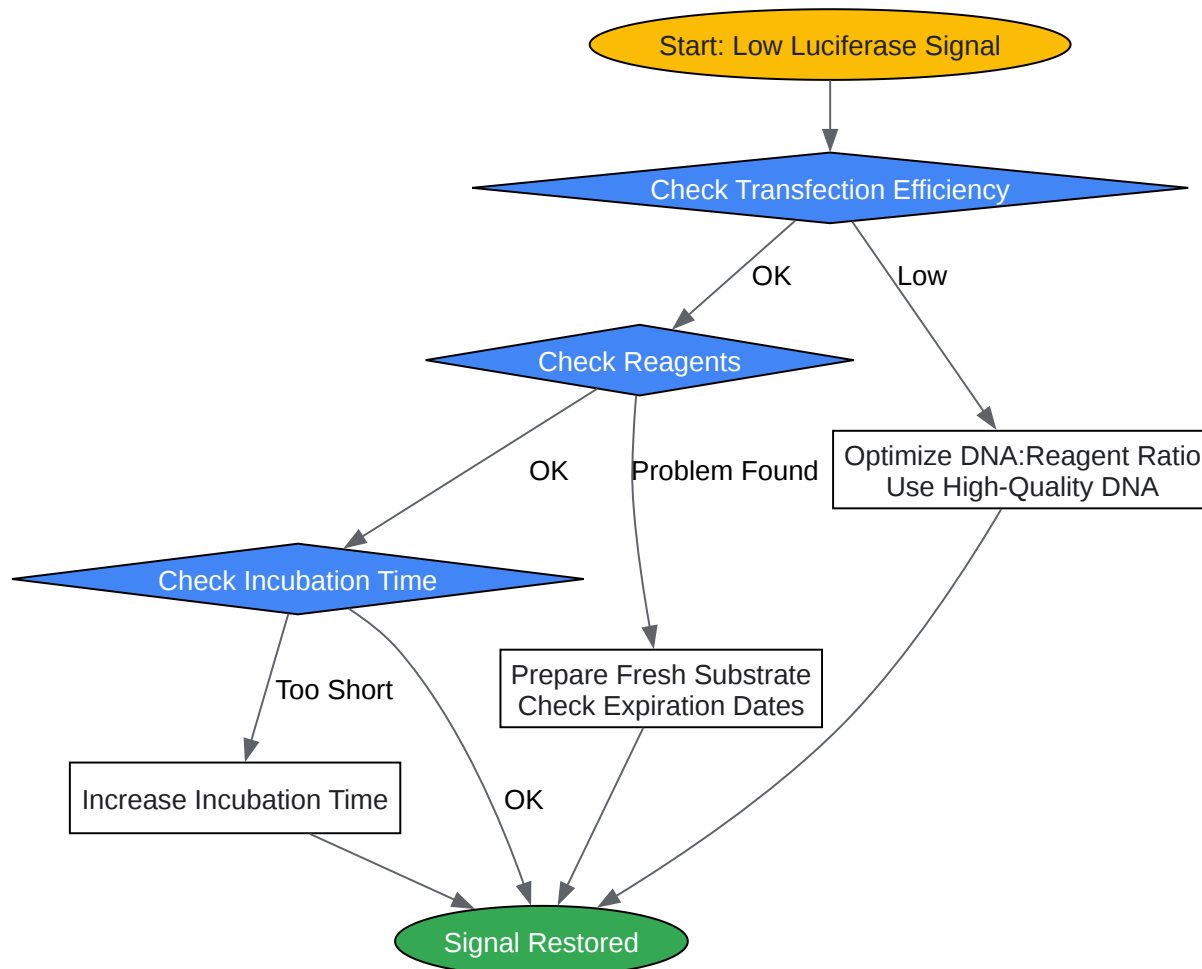 Start: Low Luciferase Signal
Check Transfection Efficiency
OK
Low
Check Reagents
Optimize DNA:Reagent Ratio
Use High-Quality DNA
OK
Problem Found
Check Incubation Time
Prepare Fresh Substrate
Check Expiration Dates
Too Short
Increase Incubation Time
OK
Signal Restored